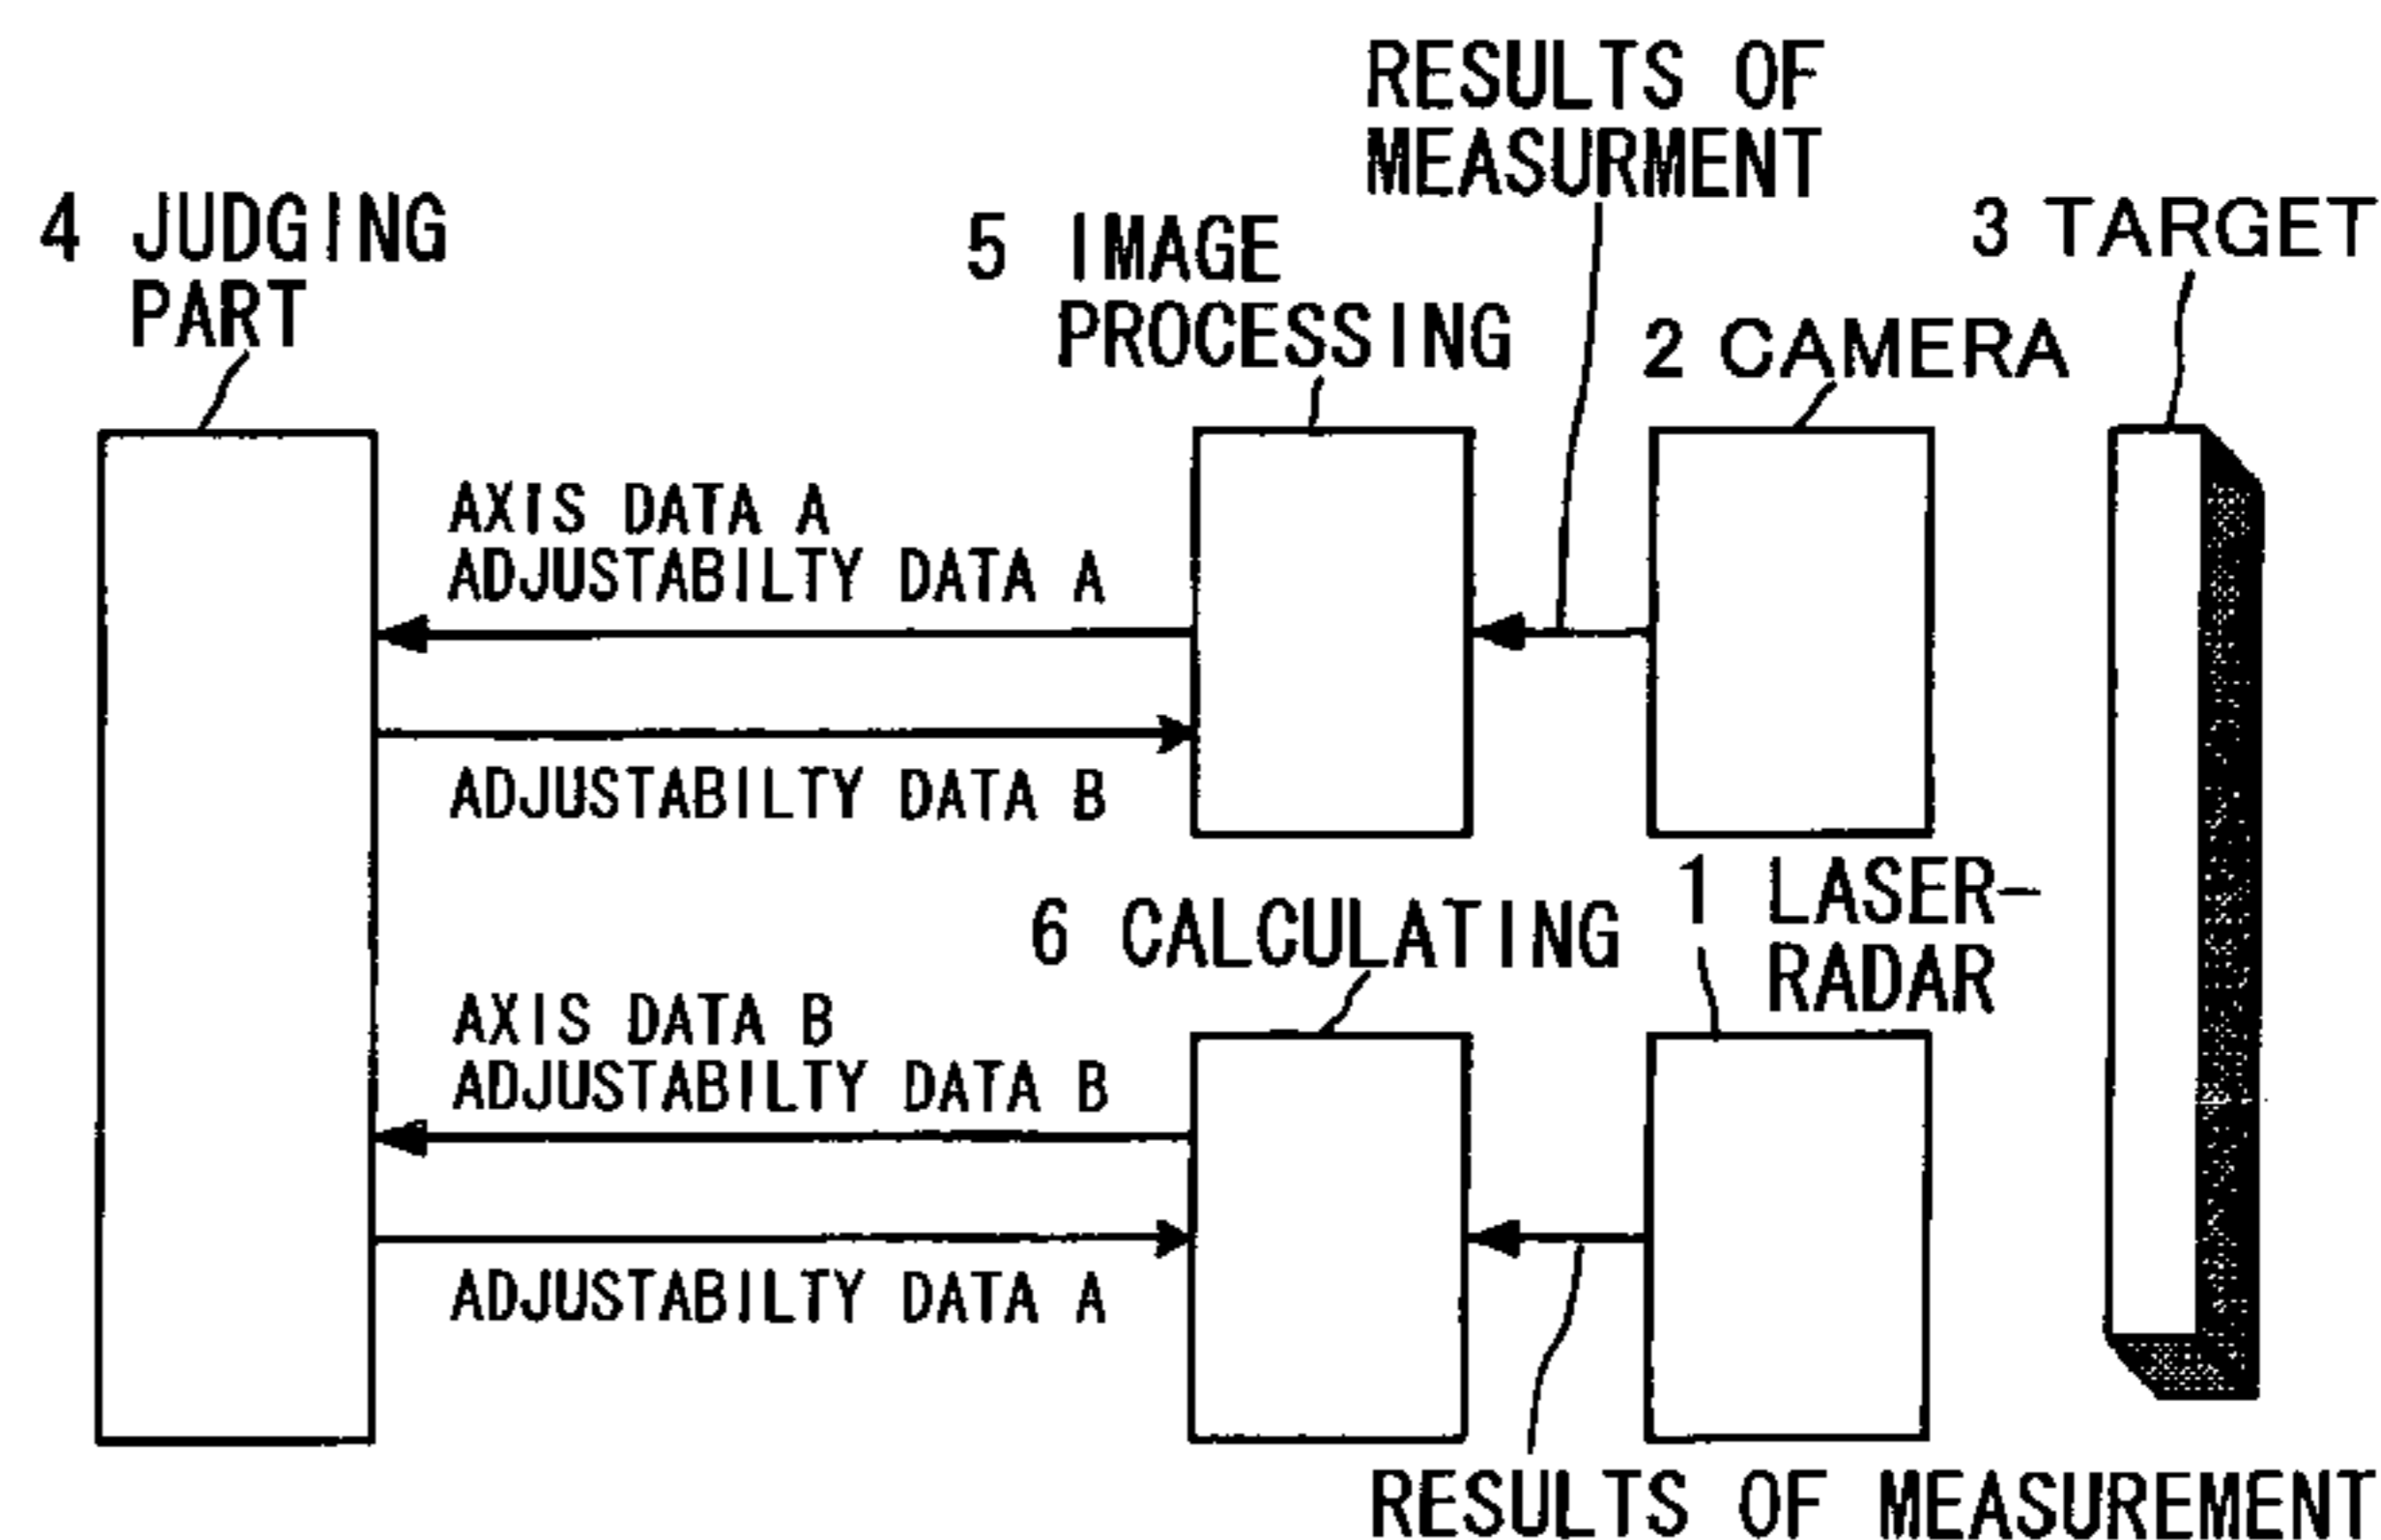 RESULTS OF
MEASURMENT
4 JUDGING
PART
5 IMAGE
PROCESSING
3 TARGET
2 CAMERA
AXIS DATA A
ADJUSTABILTY DATA A
ADJUSTABILTY DATA B
1 LASER-
RADAR
6 CALCULATING
AXIS DATA B
ADJUSTABILTY DATA B
ADJUSTABILTY DATA A
RESULTS OF MEASUREMENT